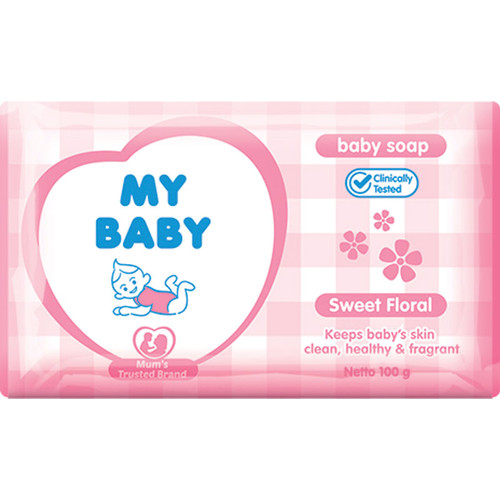 MY
BABY
Mum's
Trusted Brand
baby soap
Clinically
Tested
Sweet Floral
Keeps baby's skin
clean, healthy & fragrant
Netto 100 g